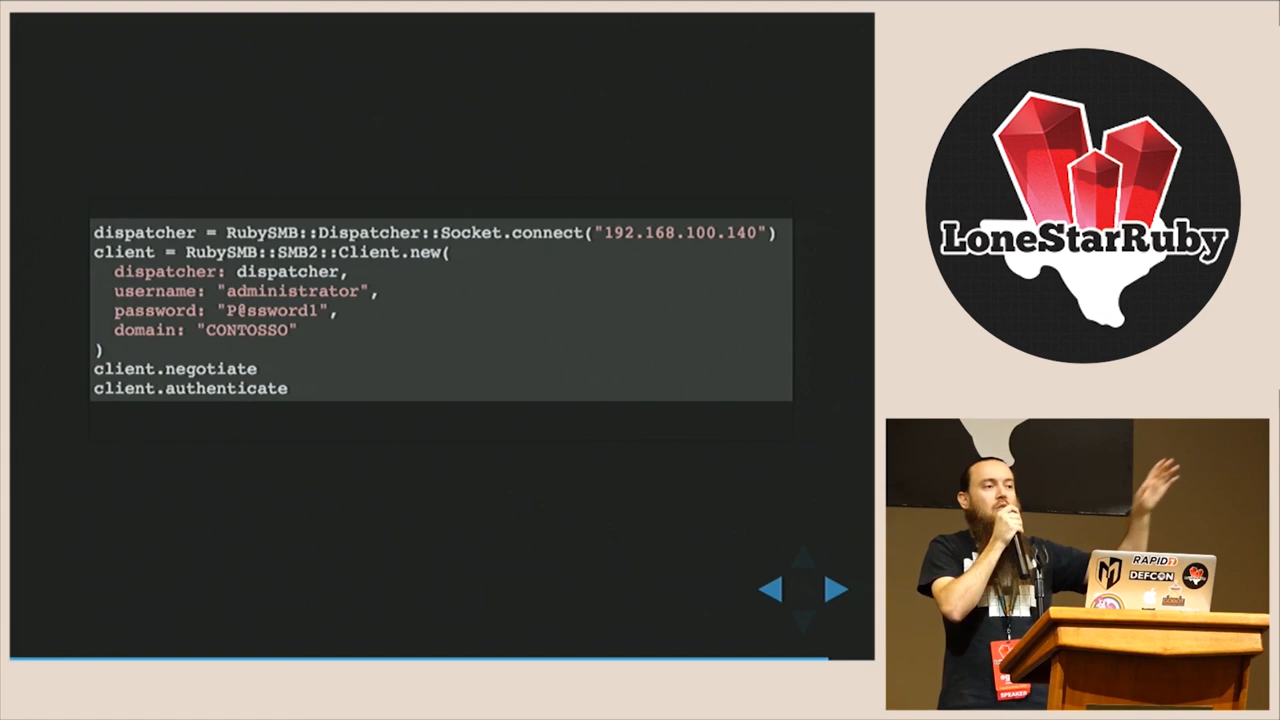 dispatcher = RubySMB::Dispatcher::Socket.connect("192.168.100.140")
client = RubySMB::SMB2::Client.new(
dispatcher: dispatcher,
username: "administrator",
password: "P@ssword1",
domain: "CONTOSSO"
)
client.negotiate
client.authenticate
LoneStarRuby
RAPID7
DEFCON
SPEAKER